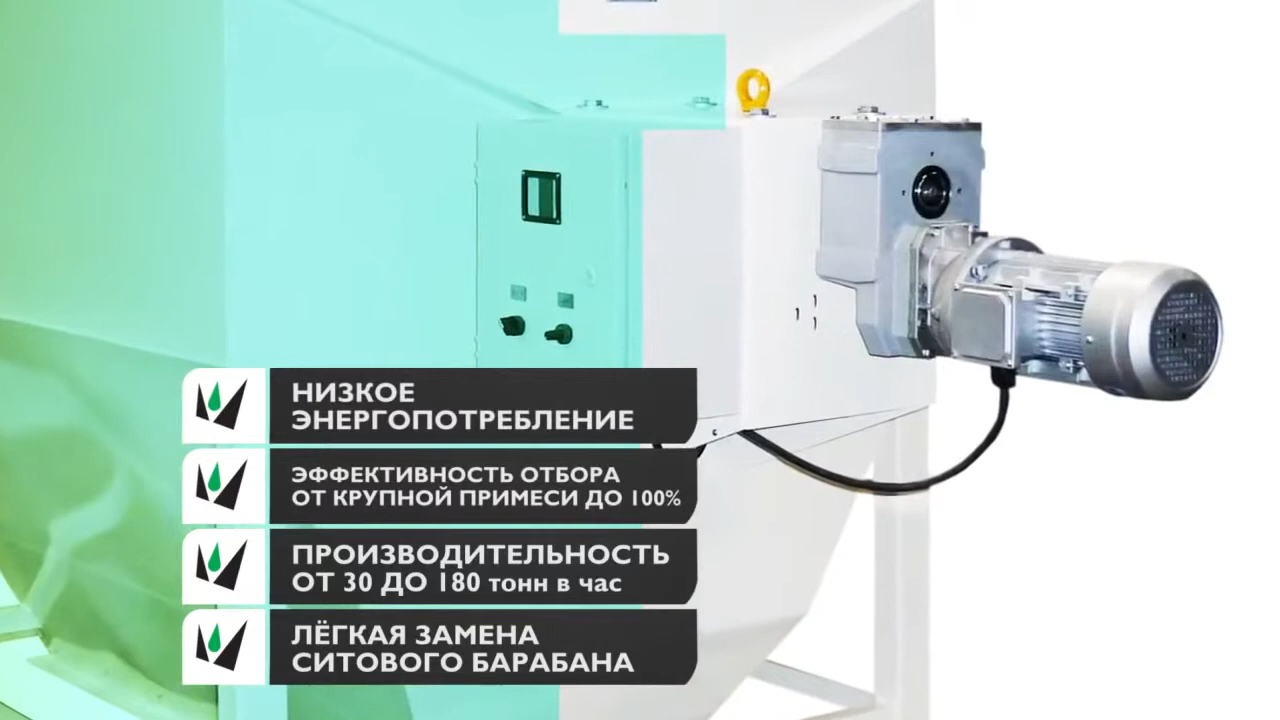 НИЗКОЕ
ЭНЕРГОПОТРЕБЛЕНИЕ
ЭФФЕКТИВНОСТЬ ОТБОРА
ОТ КРУПНОЙ ПРИМЕСИ ДО 100%
ПРОИЗВОДИТЕЛЬНОСТЬ
ОТ 30 ДО 180 тонн в час
ЛЁГКАЯ ЗАМЕНА
СИТОВОГО БАРАБАНА